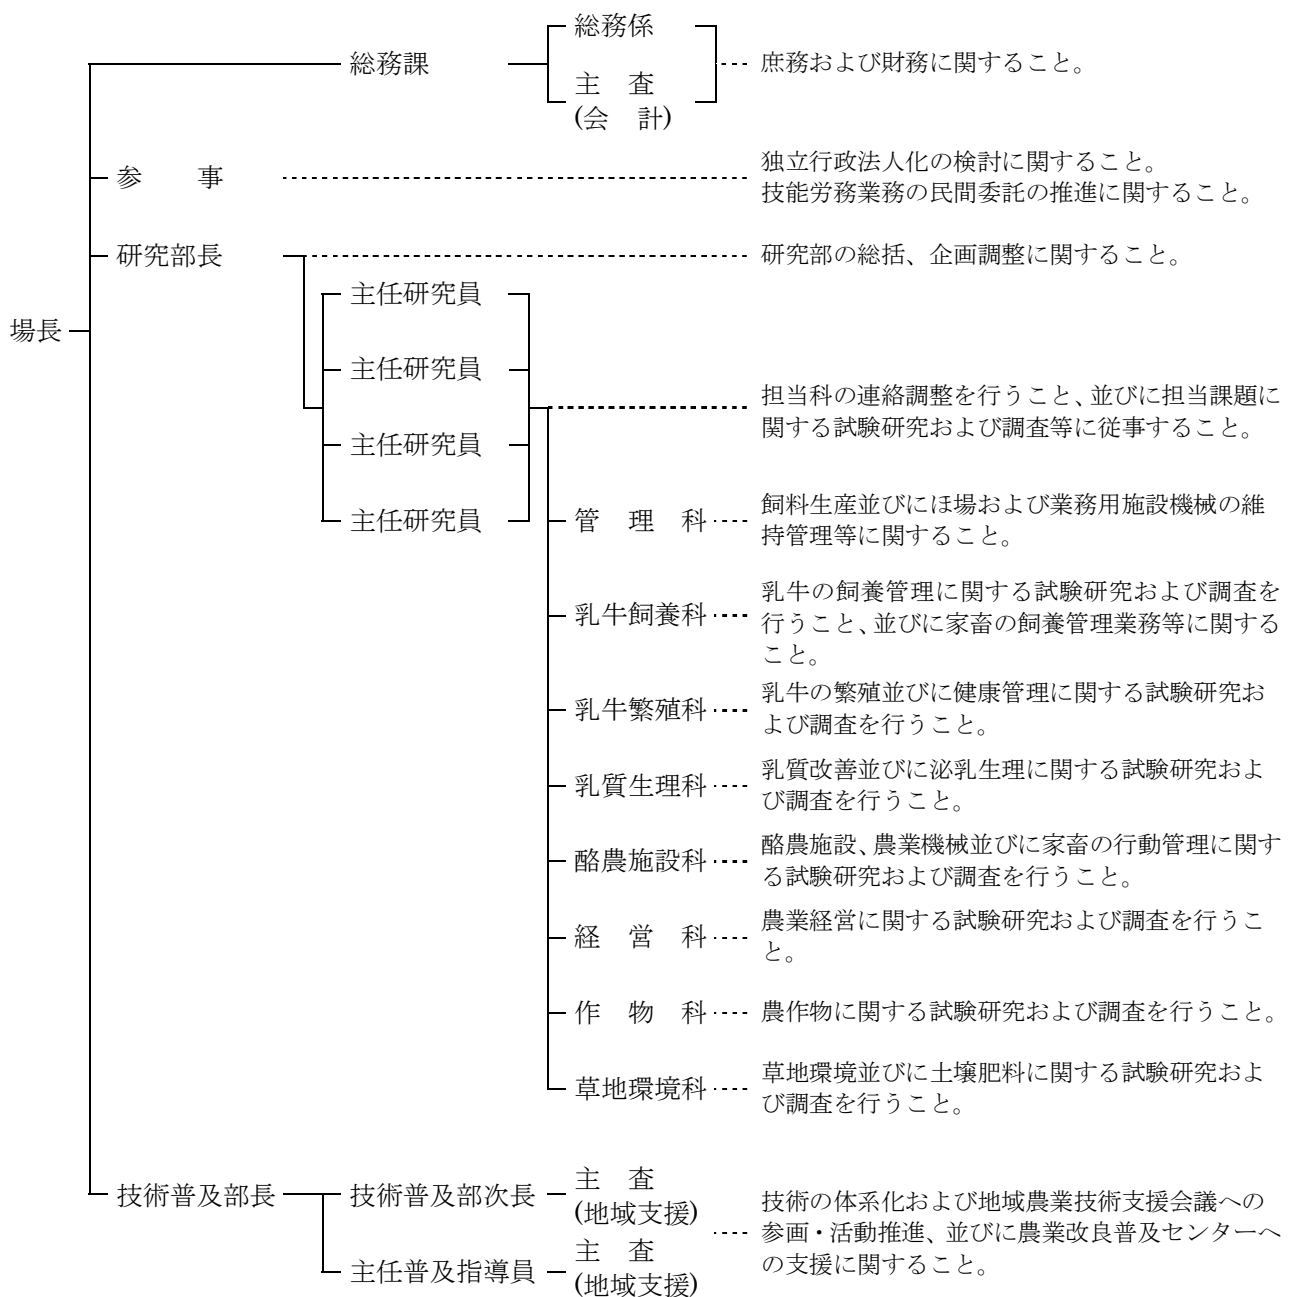 総務係
総務課
庶務および財務に関すること。
主　査
(会　計)
参　　事
独立行政法人化の検討に関すること。
技能労務業務の民間委託の推進に関すること。
研究部長
研究部の総括、企画調整に関すること。
主任研究員
場長
主任研究員
担当科の連絡調整を行うこと、並びに担当課題に
関する試験研究および調査等に従事すること。
主任研究員
主任研究員
管　理　科
飼料生産並びにほ場および業務用施設機械の維
持管理等に関すること。
乳牛飼養科
乳牛の飼養管理に関する試験研究および調査を
行うこと、並びに家畜の飼養管理業務等に関する
こと。
乳牛繁殖科
乳牛の繁殖並びに健康管理に関する試験研究お
よび調査を行うこと。
乳質生理科
乳質改善並びに泌乳生理に関する試験研究およ
び調査を行うこと。
酪農施設科
酪農施設、農業機械並びに家畜の行動管理に関す
る試験研究および調査を行うこと。
経　営　科
農業経営に関する試験研究および調査を行うこ
と。
作　物　科
農作物に関する試験研究および調査を行うこと。
草地環境科
草地環境並びに土壌肥料に関する試験研究およ
び調査を行うこと。
技術普及部長
技術普及部次長
主　査
(地域支援)
技術の体系化および地域農業技術支援会議への
参画・活動推進、並びに農業改良普及センターへ
の支援に関すること。
主任普及指導員
主　査
(地域支援)